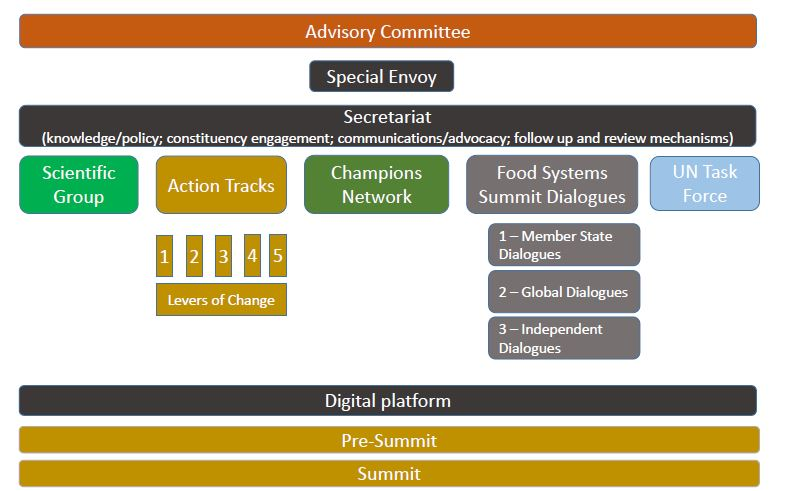 Advisory Committee
Special Envoy
Secretariat
(knowledge/policy; constituency engagement; communications/advocacy; follow up and review mechanisms)
Scientific
Group
Action Tracks
Champions
Network
Food Systems
Summit Dialogues
UN Task
Force
1 2 3 4 5
Levers of Change
1 – Member State
Dialogues
2 – Global Dialogues
3 – Independent
Dialogues
Digital platform
Pre-Summit
Summit